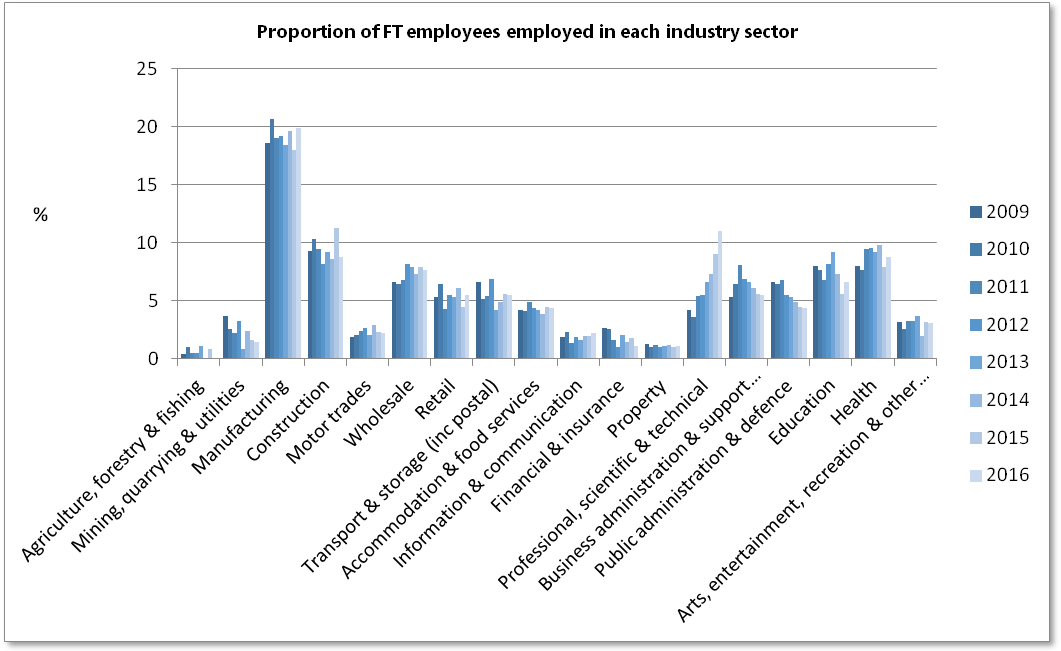 Proportion of FT employees employed in each industry sector
25
20
15
10
5
0
%
Agriculture, forestry & fishing
Mining, quarrying & utilities
Manufacturing
Construction
Motor trades
Wholesale
Retail
Transport & storage (inc postal)
Accommodation & food services
Information & communication
Financial & insurance
Property
Professional, scientific & technical
Business administration & support...
Public administration & defence
Education
Health
Arts, entertainment, recreation & other...
2009
2010
2011
2012
2013
2014
2015
2016